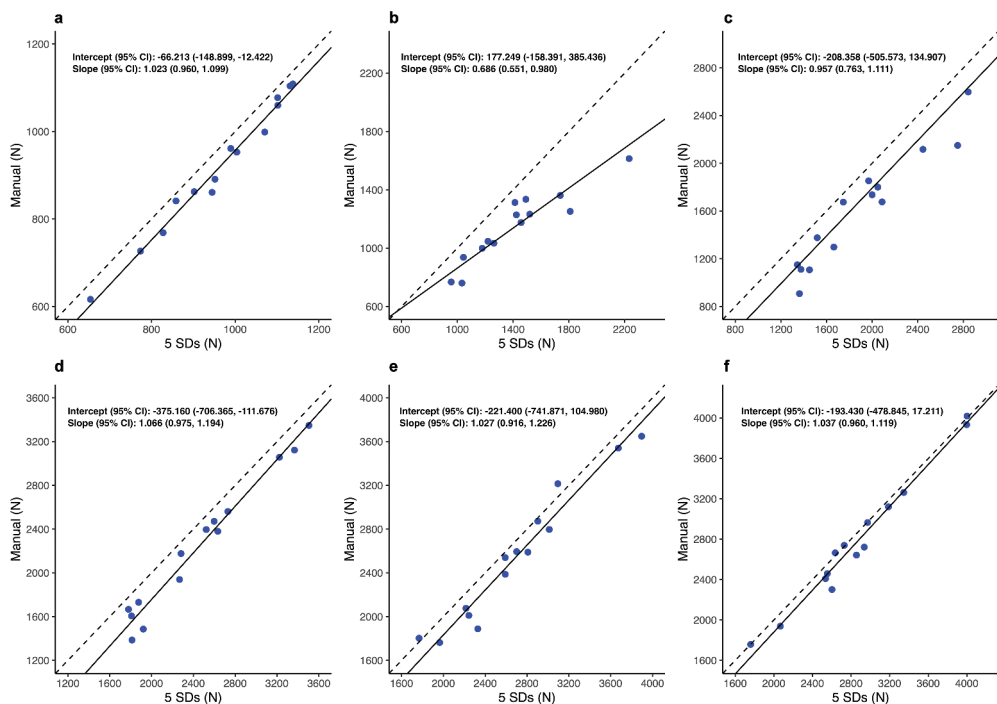 a
Intercept (95% CI): -66.213 (-148.899, -12.422)
Slope (95% CI): 1.023 (0.960, 1.099)
Manual (N)
1200
1000
800
600
600 800 1000 1200
5 SDs (N)
b
Intercept (95% CI): 177.249 (-158.391, 385.436)
Slope (95% CI): 0.686 (0.551, 0.980)
Manual (N)
2200
1800
1400
1000
600
600 1000 1400 1800 2200
5 SDs (N)
c
Intercept (95% CI): -208.358 (-505.573, 134.907)
Slope (95% CI): 0.957 (0.763, 1.111)
Manual (N)
2800
2400
2000
1600
1200
800
800 1200 1600 2000 2400 2800
5 SDs (N)
d
Intercept (95% CI): -375.160 (-706.365, -111.676)
Slope (95% CI): 1.066 (0.975, 1.194)
Manual (N)
3600
3200
2800
2400
2000
1600
1200
1200 1600 2000 2400 2800 3200 3600
5 SDs (N)
e
Intercept (95% CI): -221.400 (-741.871, 104.980)
Slope (95% CI): 1.027 (0.916, 1.226)
Manual (N)
4000
3600
3200
2800
2400
2000
1600
1600 2000 2400 2800 3200 3600 4000
5 SDs (N)
f
Intercept (95% CI): -193.430 (-478.845, 17.211)
Slope (95% CI): 1.037 (0.960, 1.119)
Manual (N)
4000
3600
3200
2800
2400
2000
1600
1600 2000 2400 2800 3200 3600 4000
5 SDs (N)